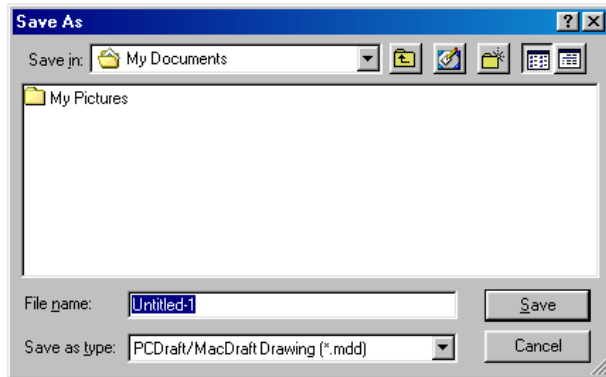 Save As
Save in: My Documents
My Pictures
File name: Untitled-1 Save
Save as type: PCDraft/MacDraft Drawing (*.mdd) Cancel